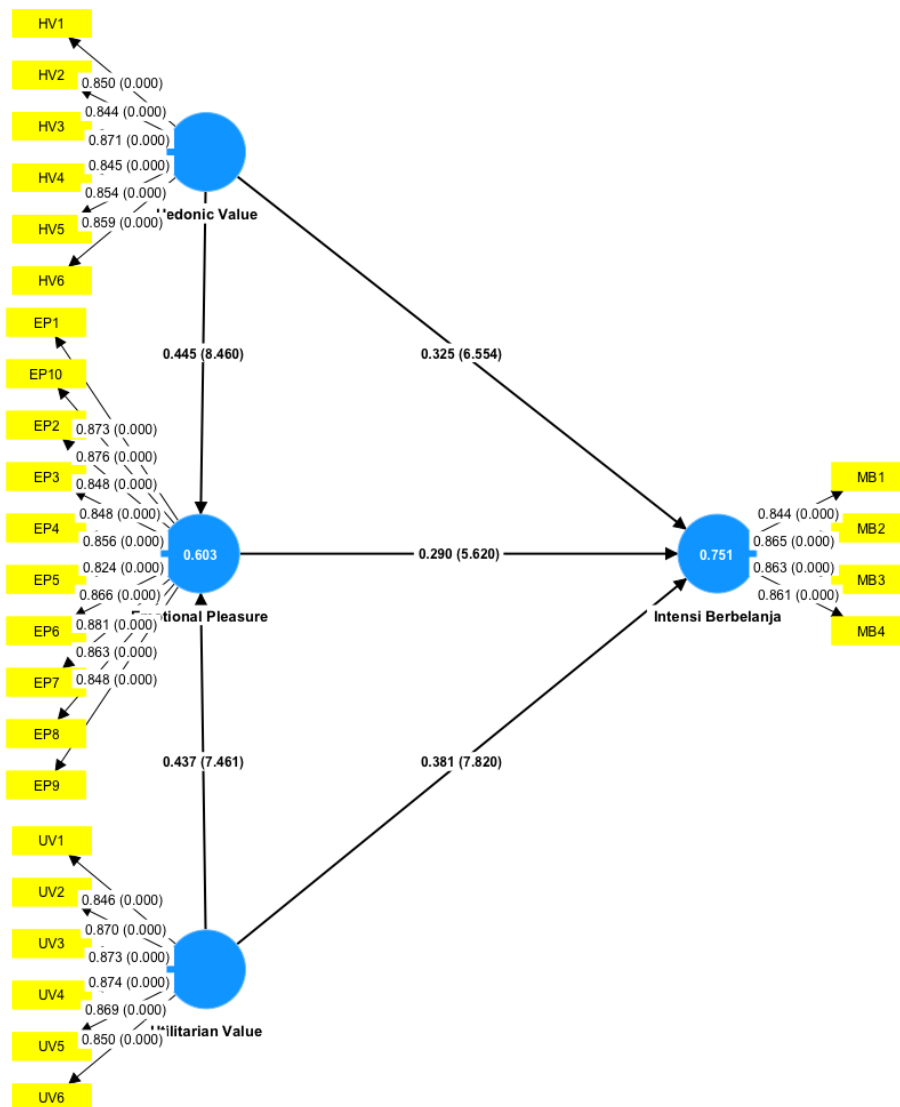 HV1
HV2
HV3
HV4
HV5
HV6
0.850 (0.000)
0.844 (0.000)
0.871 (0.000)
0.845 (0.000)
0.854 (0.000)
0.859 (0.000)
Hedonic Value
0.445 (8.460)
0.325 (6.554)
EP1
EP10
EP2
EP3
EP4
EP5
EP6
EP7
EP8
EP9
0.873 (0.000)
0.876 (0.000)
0.848 (0.000)
0.848 (0.000)
0.856 (0.000)
0.824 (0.000)
0.866 (0.000)
0.881 (0.000)
0.863 (0.000)
0.848 (0.000)
0.603
Emotional Pleasure
0.290 (5.620)
0.751
Intensi Berbelanja
0.844 (0.000)
0.865 (0.000)
0.863 (0.000)
0.861 (0.000)
MB1
MB2
MB3
MB4
0.437 (7.461)
0.381 (7.820)
UV1
UV2
UV3
UV4
UV5
UV6
0.846 (0.000)
0.870 (0.000)
0.873 (0.000)
0.874 (0.000)
0.869 (0.000)
0.850 (0.000)
Utilitarian Value